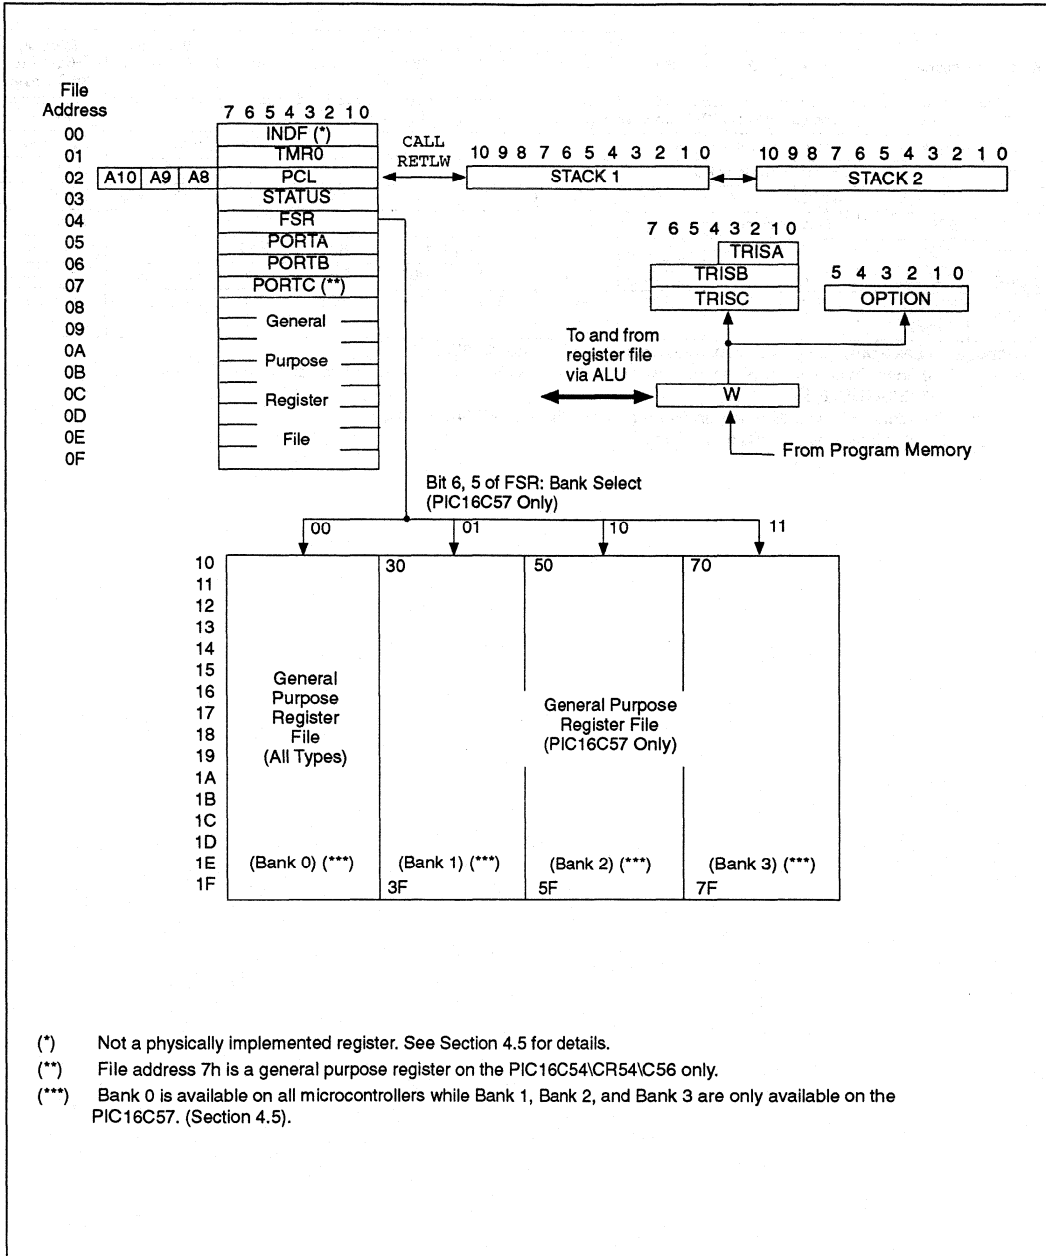 File
Address
7 6 5 4 3 2 1 0
00 INDF (*)
01 TMR0
02 A10 A9 A8 PCL
03 STATUS
04 FSR
05 PORTA
06 PORTB
07 PORTC (**)
08
09
0A
0B
0C
0D
0E
0F
General
Purpose
Register
File
CALL
RETLW
10 9 8 7 6 5 4 3 2 1 0
STACK 1
10 9 8 7 6 5 4 3 2 1 0
STACK 2
7 6 5 4 3 2 1 0
TRISA
TRISB
TRISC
5 4 3 2 1 0
OPTION
To and from
register file
via ALU
W
From Program Memory
Bit 6, 5 of FSR: Bank Select
(PIC16C57 Only)
00 01 10 11
10 30 50 70
11
12
13
14
15
16
17
18
19
1A
1B
1C
1D
1E
1F
General
Purpose
Register
File
(All Types)
General Purpose
Register File
(PIC16C57 Only)
(Bank 0) (***) (Bank 1) (***) (Bank 2) (***) (Bank 3) (***)
3F 5F 7F
(*) Not a physically implemented register. See Section 4.5 for details.
(**) File address 7h is a general purpose register on the PIC16C54\CR54\C56 only.
(***) Bank 0 is available on all microcontrollers while Bank 1, Bank 2, and Bank 3 are only available on the
PIC16C57. (Section 4.5).